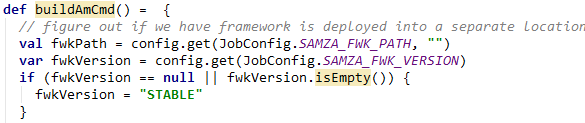 def buildAmCmd() = {
// figure out if we have framework is deployed into a separate location
val fwkPath = config.get(JobConfig.SAMZA_FWK_PATH, "")
var fwkVersion = config.get(JobConfig.SAMZA_FWK_VERSION)
if (fwkVersion == null || fwkVersion.isEmpty()) {
fwkVersion = "STABLE"
}